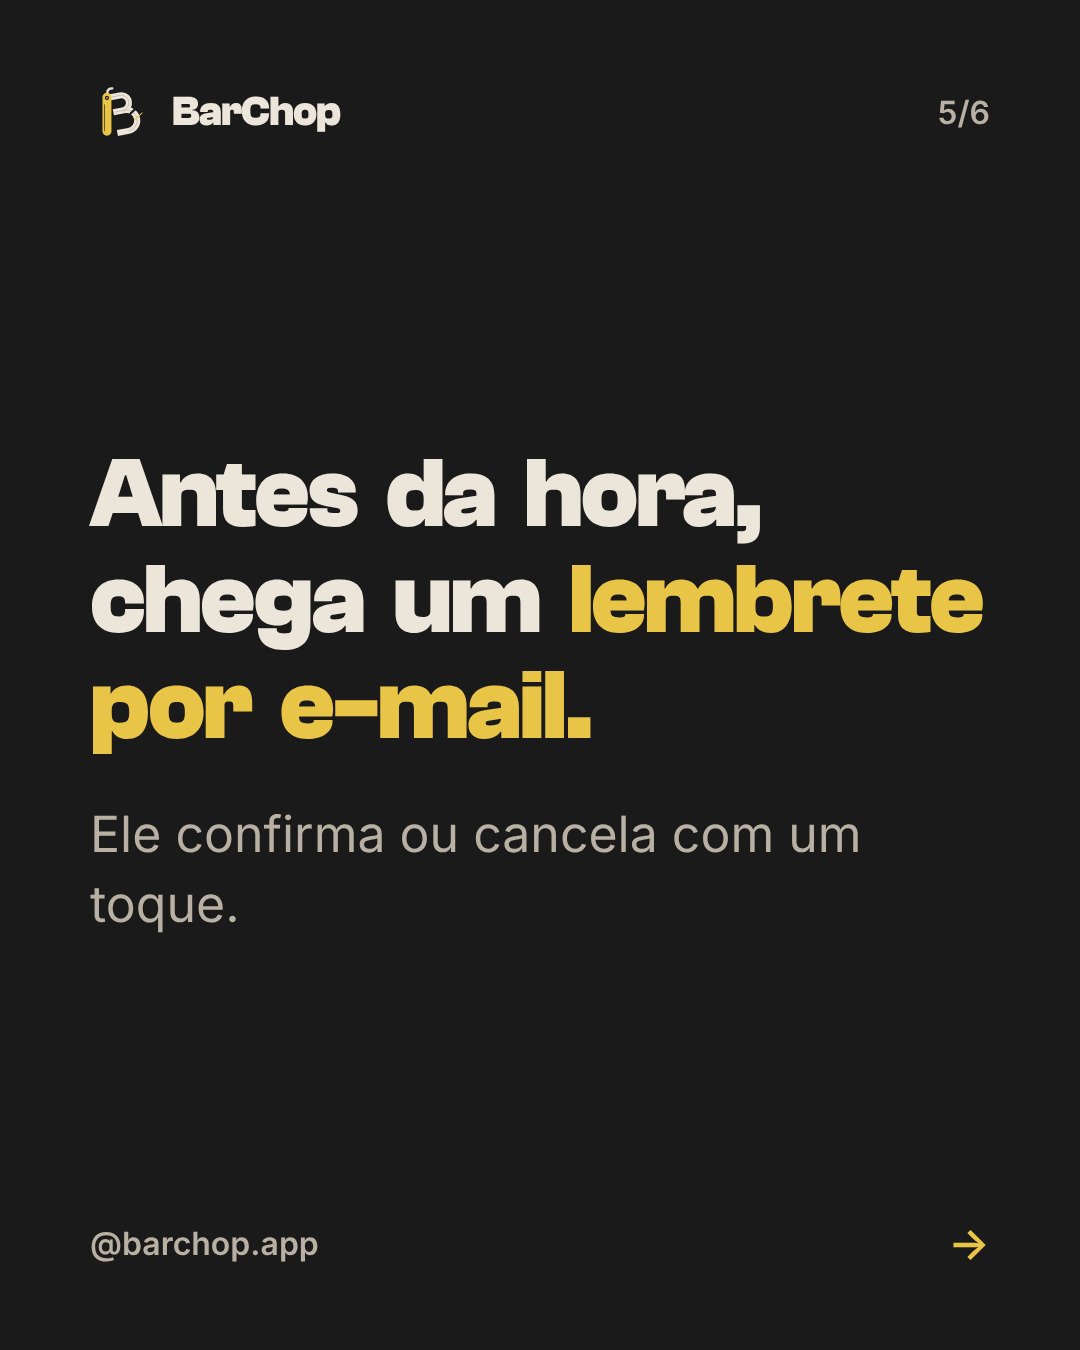 BarChop
5/6
Antes da hora,
chega um lembrete
por e-mail.
Ele confirma ou cancela com um
toque.
@barchop.app
→